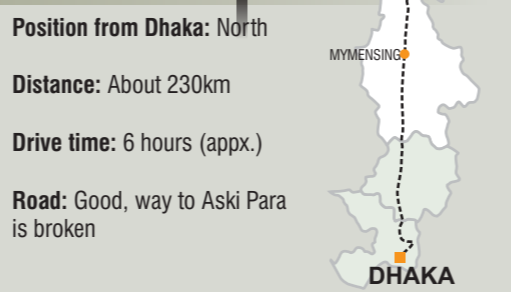 Position from Dhaka: North
Distance: About 230km
Drive time: 6 hours (appx.)
Road: Good, way to Aski Para
is broken
MYMENSING
DHAKA